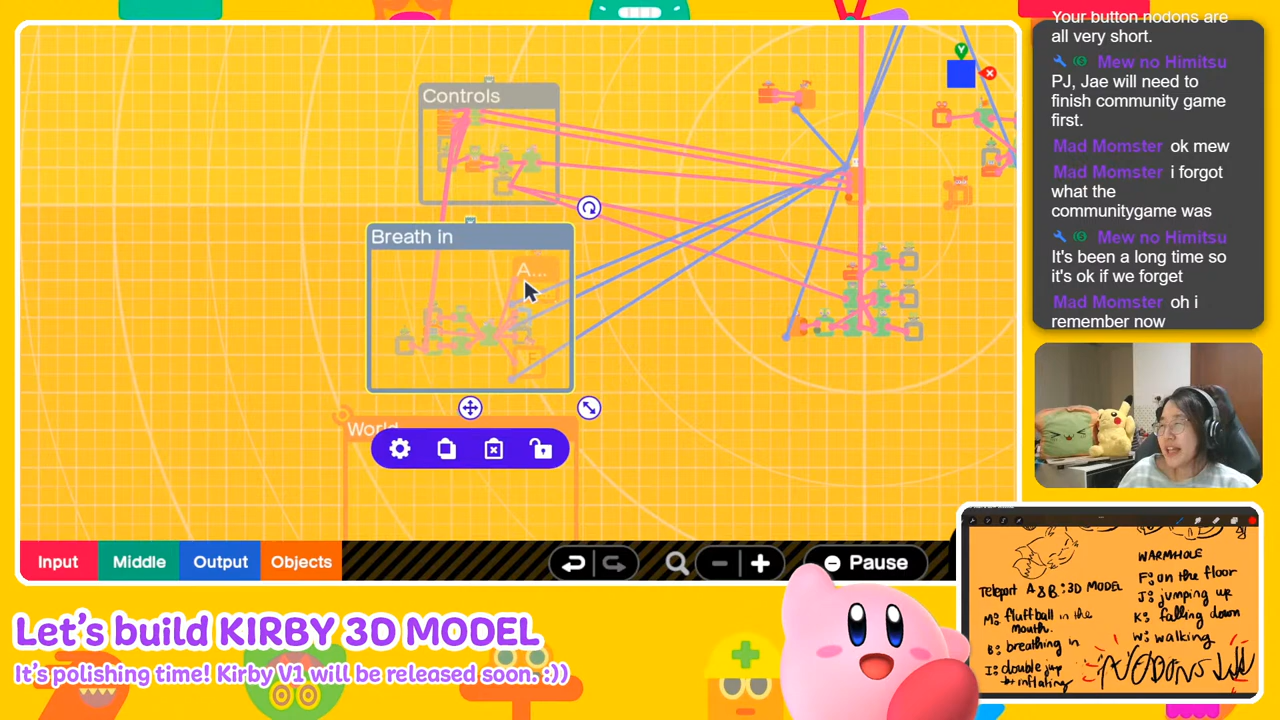 Controls
Breath in
A...
F
World
Y
Input
Middle
Output
Objects
Pause
Your button nodons are
all very short.
Mew no Himitsu
PJ, Jae will need to
finish community game
first.
Mad Momster ok mew
Mad Momster i forgot
what the
communitygame was
Mew no Himitsu
It's been a long time so
it's ok if we forget
Mad Momster oh i
remember now
Teleport A&B: 3D MODEL
M: fluffball in the
mouth.
B: breathing in
I: double jup
inflating
WARMHOLE
F: on the floor
J: jumping up
K: falling down
W: walking
NODONS
Let's build KIRBY 3D MODEL
It's polishing time! Kirby V1 will be released soon. :))